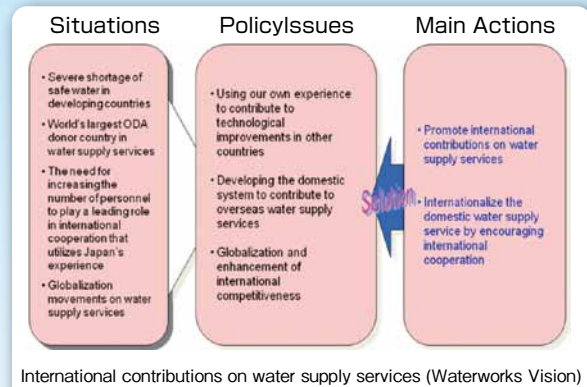 Situations
PolicyIssues
Main Actions
• Severe shortage of
safe water in
developing countries
• World's largest ODA
donor country in
water supply services
• The need for
increasing the
number of personnel
to play a leading role
in international
cooperation that
utilizes Japan's
experience
• Globalization
movements on water
supply services
• Using our own experience
to contribute to
technological
improvements in other
countries
• Developing the domestic
system to contribute to
overseas water supply
services
• Globalization and
enhancement of
international
competitiveness
Solution
• Promote international
contributions on water
supply services
• Internationalize the
domestic water supply
service by encouraging
international
cooperation
International contributions on water supply services (Waterworks Vision)